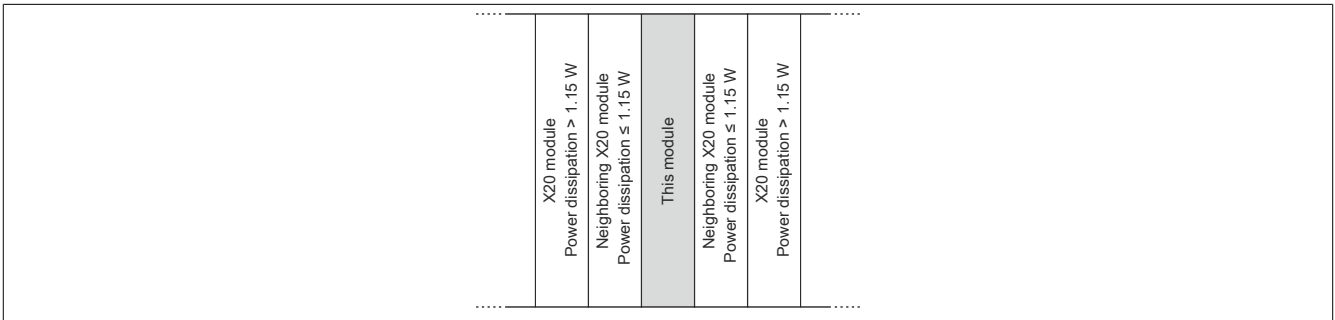 X20 module
Power dissipation > 1.15 W
Neighboring X20 module
Power dissipation ≤ 1.15 W
This module
Neighboring X20 module
Power dissipation ≤ 1.15 W
X20 module
Power dissipation > 1.15 W